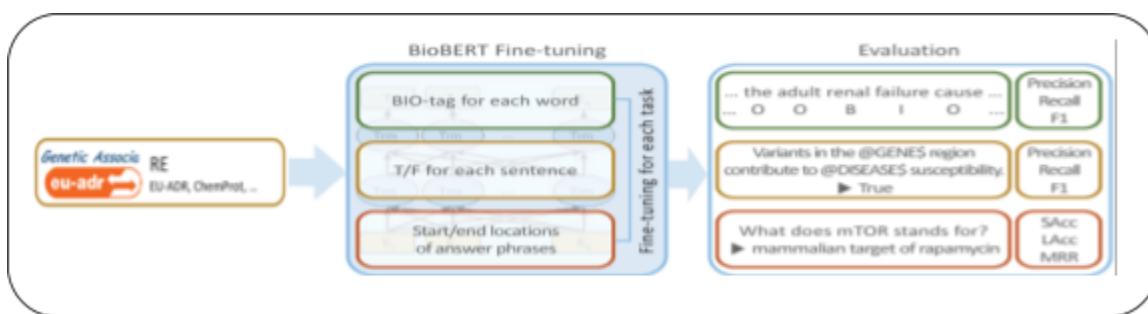 BioBERT Fine-tuning
Evaluation
Genetic Associa
eu-adr
RE
EU-ADR, ChemProt, ...
BIO-tag for each word
Trm Trm ... Trm
T/F for each sentence
Start/end locations
of answer phrases
Fine-tuning for each task
... the adult renal failure cause ...
... O O B I O ...
Precision
Recall
F1
Variants in the @GENE$ region
contribute to @DISEASE$ susceptibility.
▶ True
Precision
Recall
F1
What does mTOR stands for?
▶ mammalian target of rapamycin
SAcc
LAcc
MRR